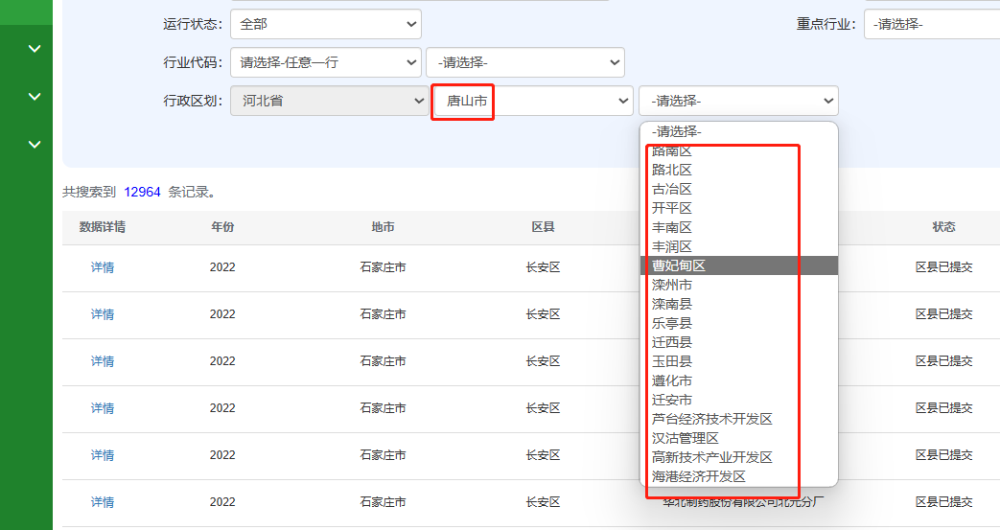 运行状态： 全部 重点行业： -请选择-
行业代码： 请选择-任意一行 -请选择-
行政区划： 河北省 唐山市 -请选择-
-请选择-
路南区
路北区
古冶区
开平区
丰南区
丰润区
曹妃甸区
滦州市
滦南县
乐亭县
迁西县
玉田县
遵化市
迁安市
芦台经济技术开发区
汉沽管理区
高新技术产业开发区
海港经济开发区
共搜索到 12964 条记录。
数据详情 年份 地市 区县 状态
详情 2022 石家庄市 长安区 区县已提交
详情 2022 石家庄市 长安区 区县已提交
详情 2022 石家庄市 长安区 区县已提交
详情 2022 石家庄市 长安区 区县已提交
详情 2022 石家庄市 长安区 区县已提交
详情 2022 石家庄市 长安区 华北制药股份有限公司北元分厂 区县已提交